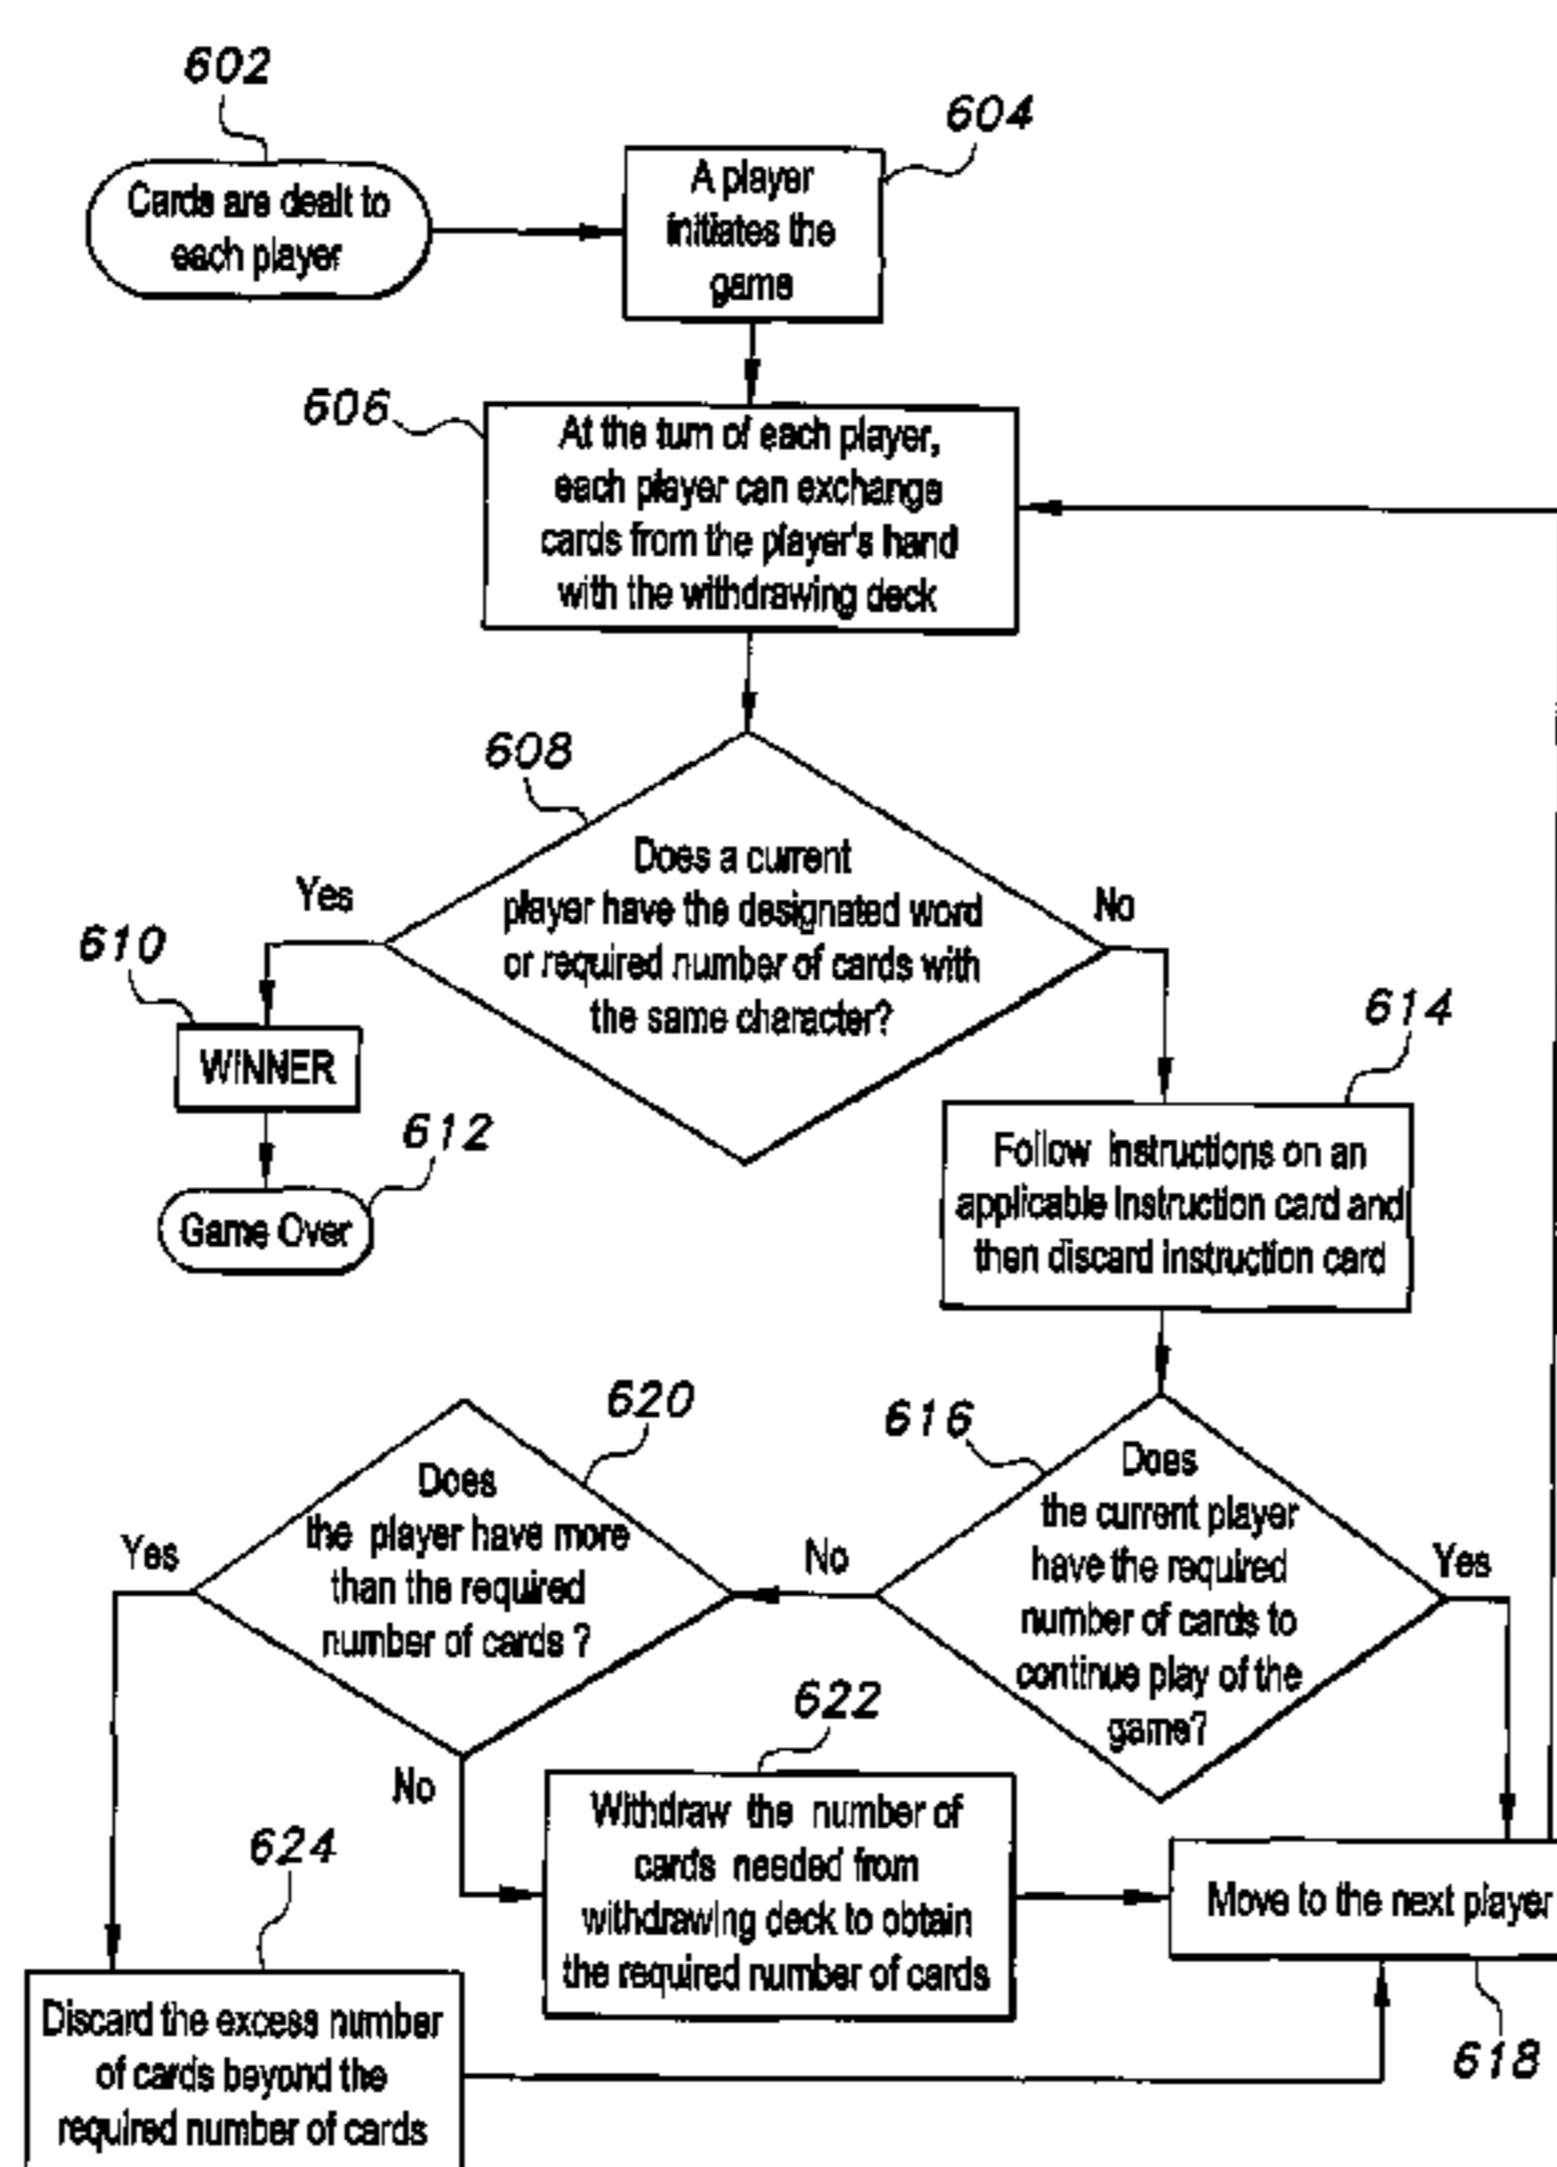 602
Cards are dealt to
each player
604
A player
initiates the
game
606
At the turn of each player,
each player can exchange
cards from the player's hand
with the withdrawing deck
608
Does a current
player have the designated word
or required number of cards with
the same character?
Yes
No
610
WINNER
612
Game Over
614
Follow instructions on an
applicable instruction card and
then discard instruction card
616
Does
the current player
have the required
number of cards to
continue play of the
game?
Yes
No
620
Does
the player have more
than the required
number of cards ?
Yes
No
622
Withdraw the number of
cards needed from
withdrawing deck to obtain
the required number of cards
Move to the next player
618
624
Discard the excess number
of cards beyond the
required number of cards